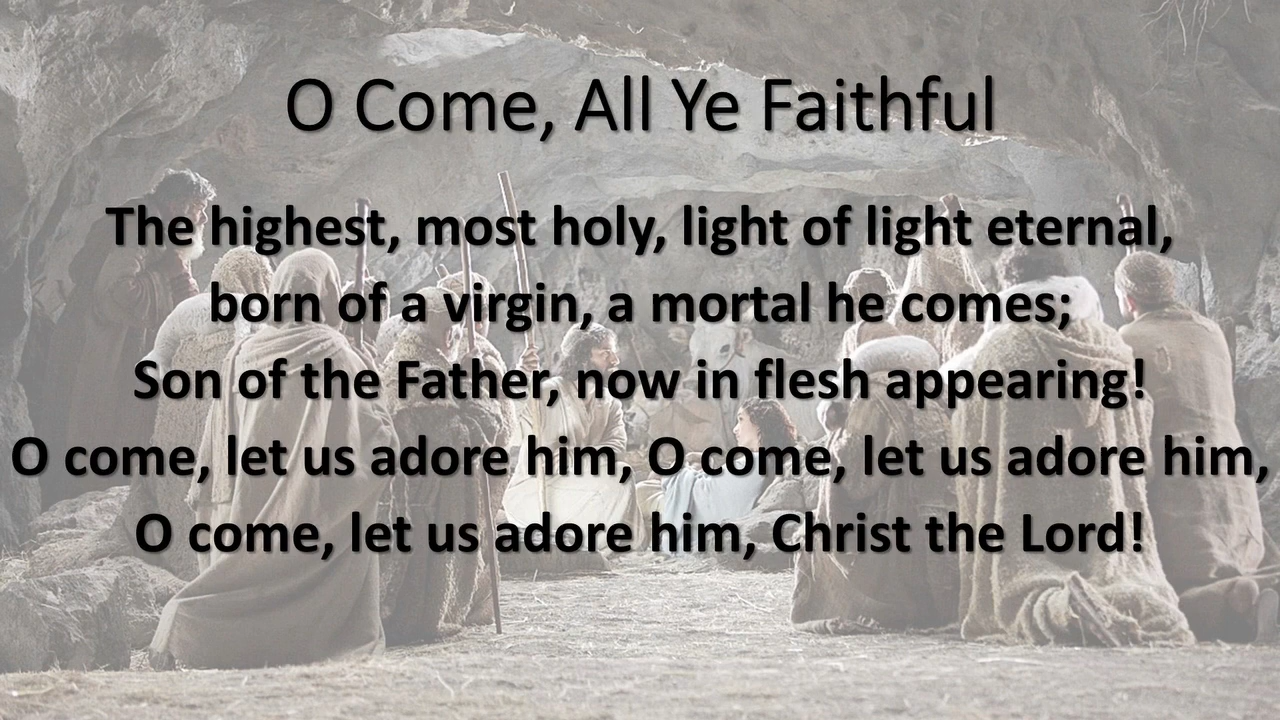 O Come, All Ye Faithful
The highest, most holy, light of light eternal,
born of a virgin, a mortal he comes;
Son of the Father, now in flesh appearing!
O come, let us adore him, O come, let us adore him,
O come, let us adore him, Christ the Lord!